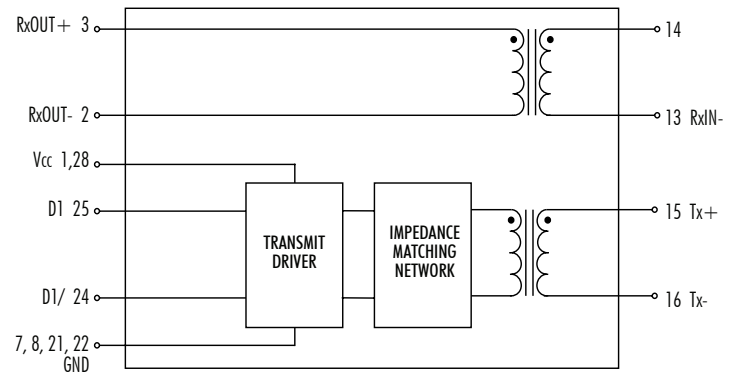 RxOUT+ 3
14
RxOUT- 2
13 RxIN-
Vcc 1,28
D1 25
15 Tx+
TRANSMIT
DRIVER
IMPEDANCE
MATCHING
NETWORK
D1/ 24
16 Tx-
7, 8, 21, 22
GND